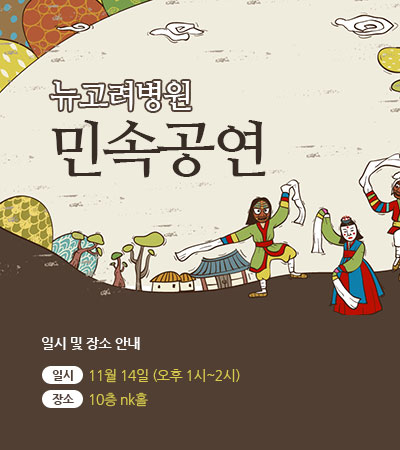 뉴고려병원
민속공연
일시 및 장소 안내
일시 11월 14일 (오후 1시~2시)
장소 10층 nk홀